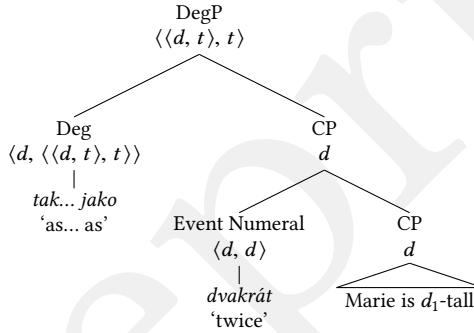 DegP
⟨⟨d, t⟩, t⟩
Deg CP
⟨d, ⟨⟨d, t⟩, t⟩⟩ d
tak... jako Event Numeral CP
‘as... as’ ⟨d, d⟩ d
dvakrát Marie is d₁-tall
‘twice’